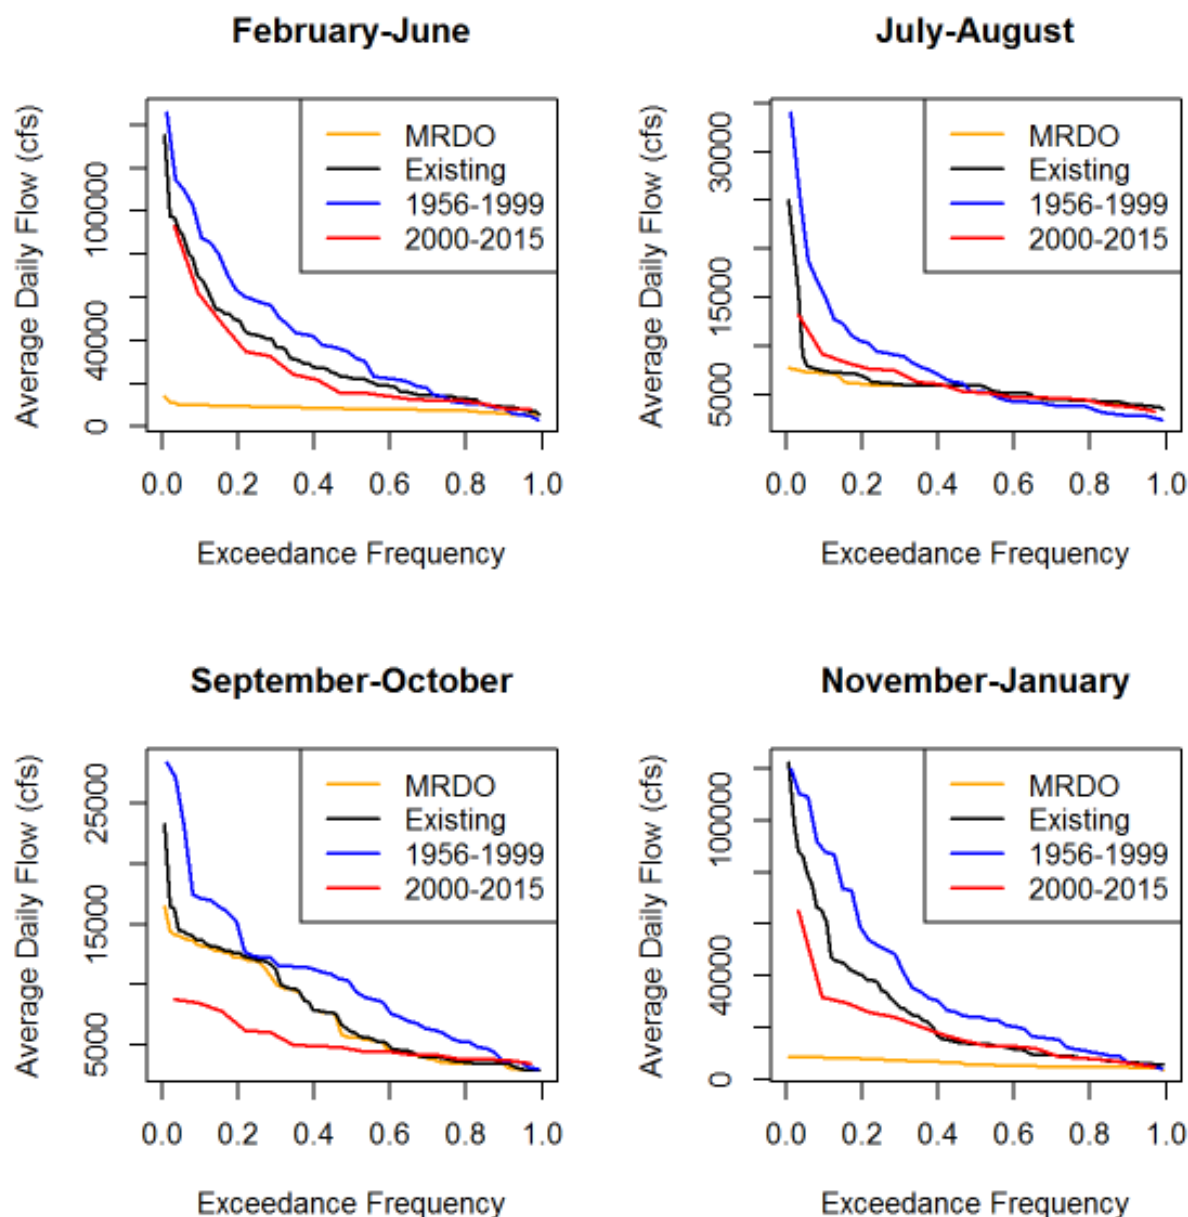 February-June
Average Daily Flow (cfs)
0 40000 100000
MRDO
Existing
1956-1999
2000-2015
0.0 0.2 0.4 0.6 0.8 1.0
Exceedance Frequency
July-August
Average Daily Flow (cfs)
5000 15000 30000
MRDO
Existing
1956-1999
2000-2015
0.0 0.2 0.4 0.6 0.8 1.0
Exceedance Frequency
September-October
Average Daily Flow (cfs)
5000 15000 25000
MRDO
Existing
1956-1999
2000-2015
0.0 0.2 0.4 0.6 0.8 1.0
Exceedance Frequency
November-January
Average Daily Flow (cfs)
0 40000 100000
MRDO
Existing
1956-1999
2000-2015
0.0 0.2 0.4 0.6 0.8 1.0
Exceedance Frequency